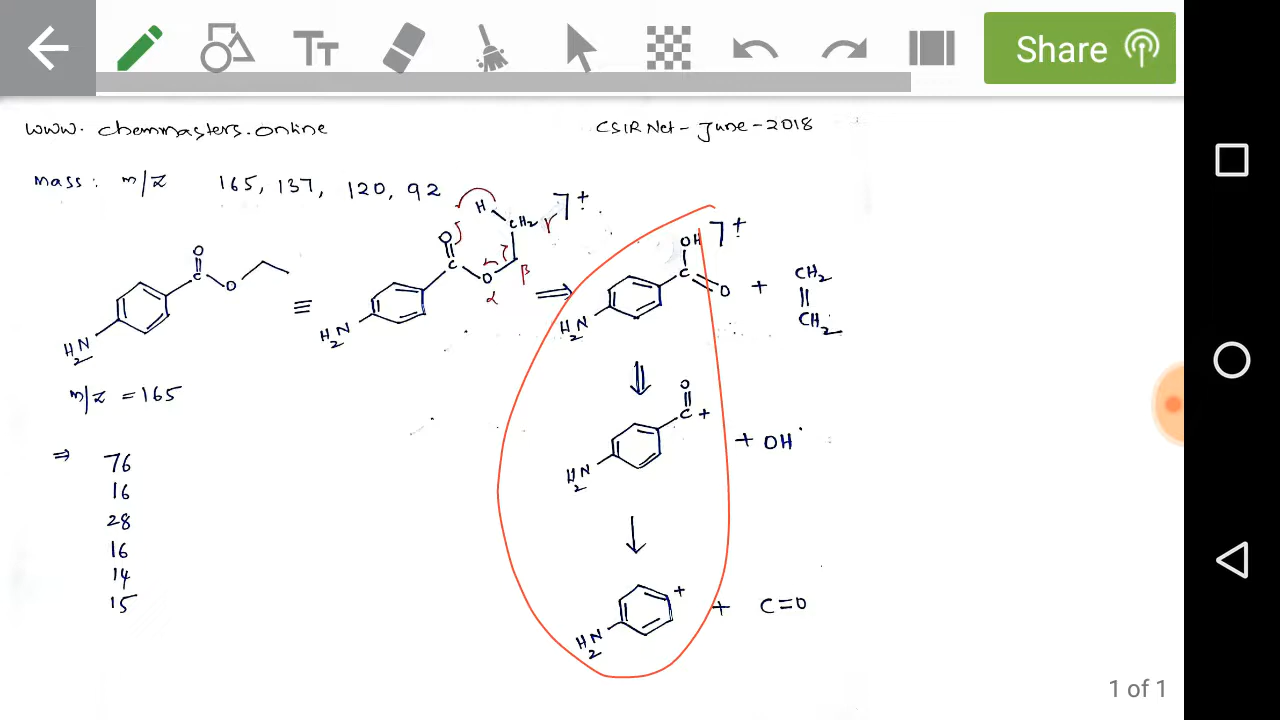 Share
www. chemmasters.online
CSIR Net - June - 2018
mass: m/z 165, 137, 120, 92
O
C
O
H₂N
m/z = 165
≡
H
CH₂ γ
O
C
O
α
β
H₂N
⌉+•
⇒
OH
⌉+•
C
O
H₂N
+
CH₂
CH₂
O
C+
H₂N
+ OH•
+
H₂N
+ C≡O
⇒ 76
16
28
16
14
15
1 of 1